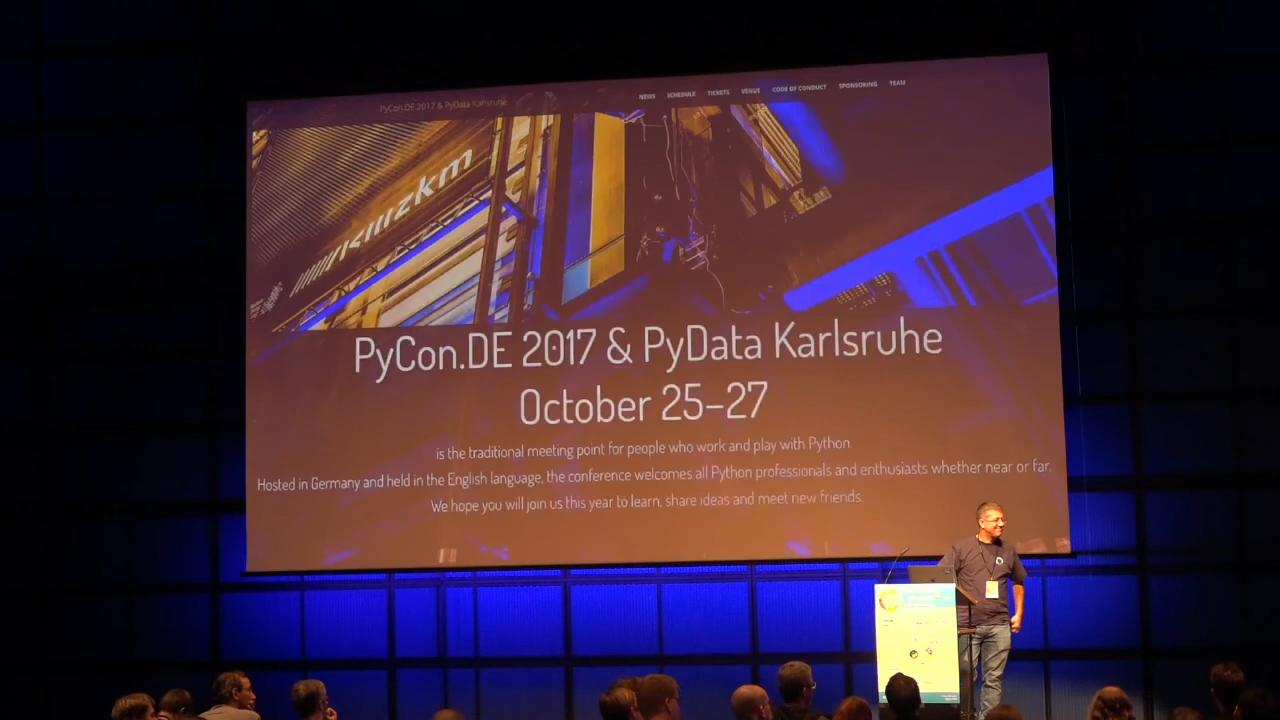 PyCon.DE 2017 & PyData Karlsruhe
NEWS SCHEDULE TICKETS VENUE CODE OF CONDUCT SPONSORING TEAM
zkm
PyCon.DE 2017 & PyData Karlsruhe
October 25–27
is the traditional meeting point for people who work and play with Python.
Hosted in Germany and held in the English language, the conference welcomes all Python professionals and enthusiasts whether near or far.
We hope you will join us this year to learn, share ideas and meet new friends.